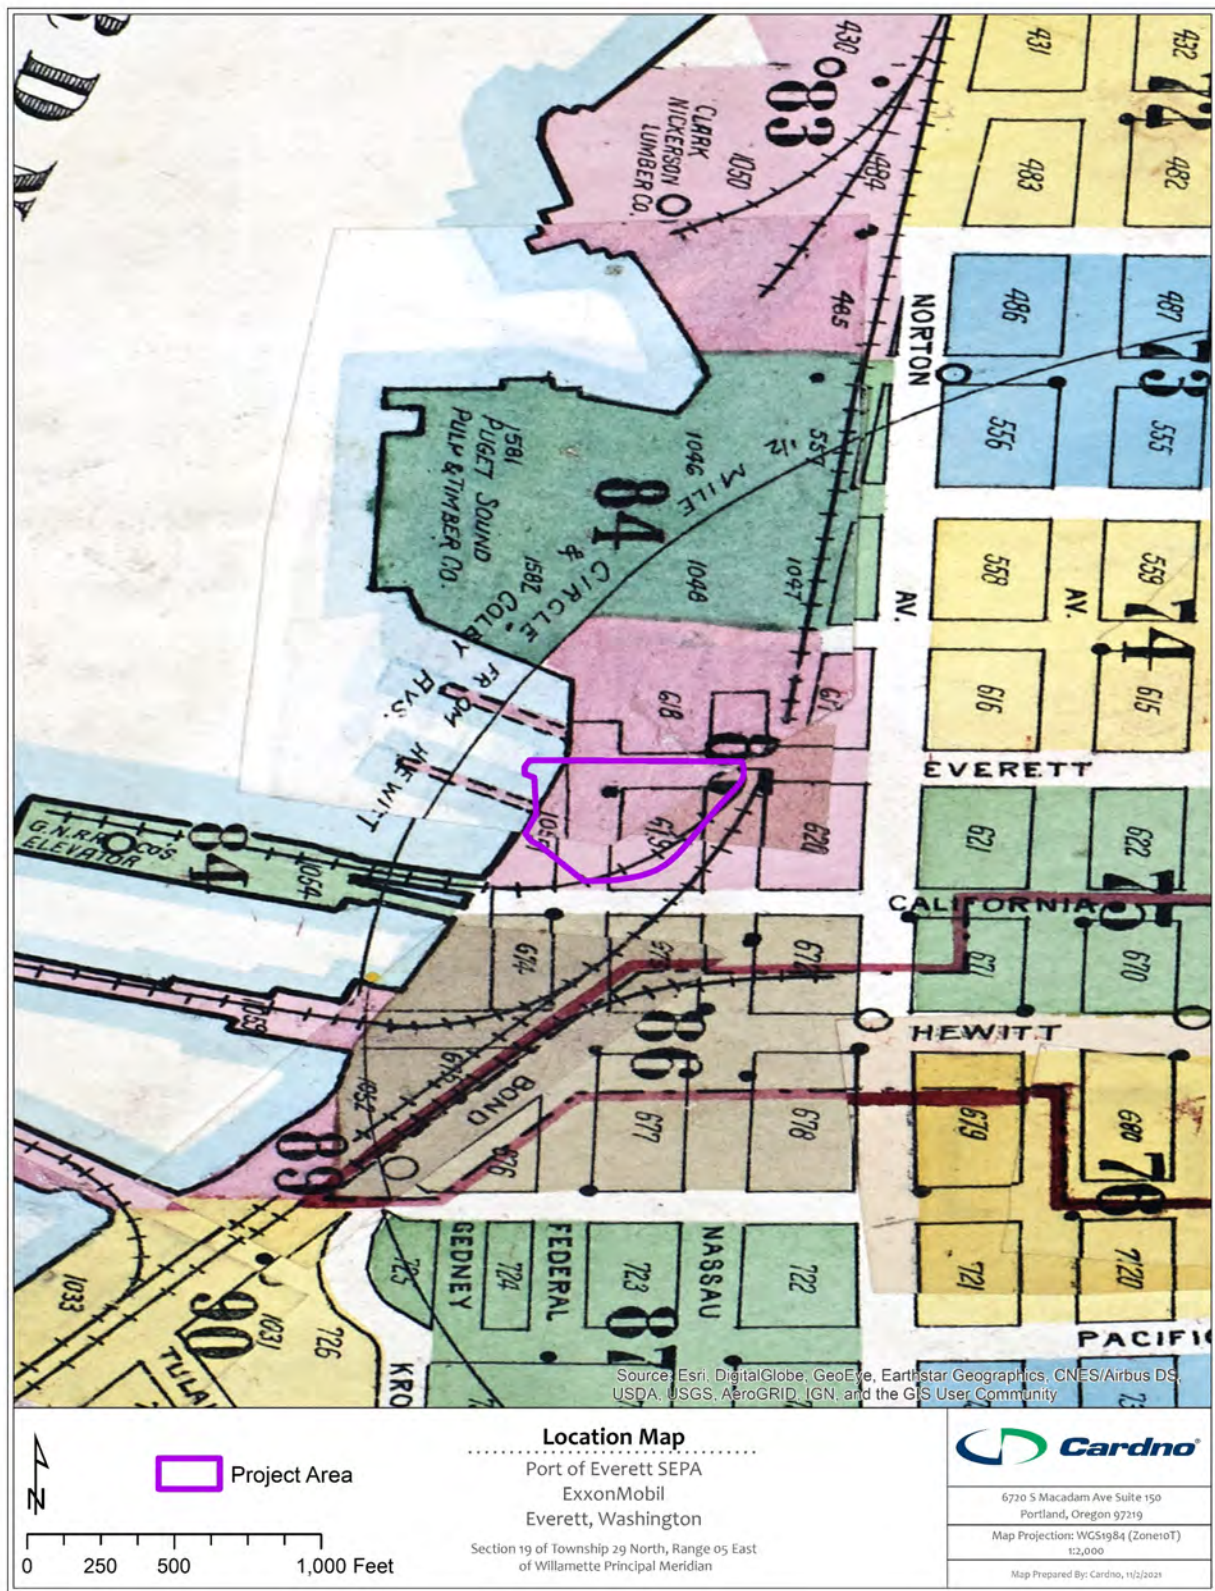 430
431
432
72
83
CLARK
NICKERSON
LUMBER CO.
1050
484
483
482
485
NORTON
486
487
73
556
555
557
1/2
MILE
CIRCLE
1046
84
1581
PUGET SOUND
PULP & TIMBER CO.
1582
1048
1047
&
COLBY
AVS.
FROM
HEWITT
AV.
AV.
558
559
74
616
615
617
618
EVERETT
619
620
621
622
75
84
G.N.R.R. CO'S
ELEVATOR
1054
CALIFORNIA
674
671
670
HEWITT
1053
86
BOND
1052
89
676
677
678
679
680
76
GEDNEY
FEDERAL
NASSAU
725
724
723
722
721
720
87
1033
90
1031
726
PACIFIC
Source: Esri, DigitalGlobe, GeoEye, Earthstar Geographics, CNES/Airbus DS,
USDA, USGS, AeroGRID, IGN, and the GIS User Community
N
Project Area
0 250 500 1,000 Feet
Location Map
Port of Everett SEPA
ExxonMobil
Everett, Washington
Section 19 of Township 29 North, Range 05 East
of Willamette Principal Meridian
Cardno®
6720 S Macadam Ave Suite 150
Portland, Oregon 97219
Map Projection: WGS1984 (Zone10T)
1:2,000
Map Prepared By: Cardno, 11/2/2021